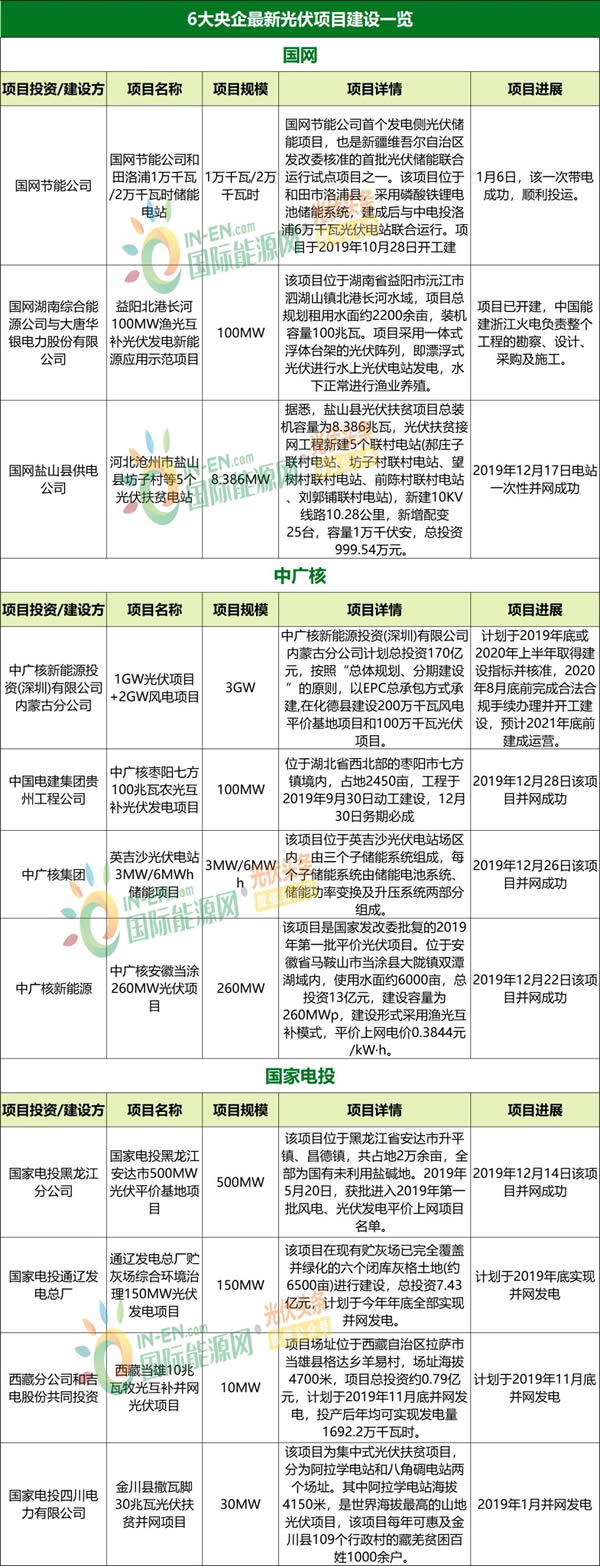 6大央企最新光伏项目建设一览
国网
项目投资/建设方 项目名称 项目规模 项目详情 项目进展
国网节能公司
国网节能公司和
田洛浦1万千瓦
/2万千瓦时储能
电站
1万千瓦/2万
千瓦时
国网节能公司首个发电侧光伏储
能项目，也是新疆维吾尔自治区
发改委核准的首批光伏储能联合
运行试点项目之一。该项目位于
和田市洛浦县，采用磷酸铁锂电
池储能系统，建成后与中电投洛
浦6万千瓦光伏电站联合运行。项
目于2019年10月28日开工建
1月6日，该一次带电
成功，顺利投运。
国网湖南综合能
源公司与大唐华
银电力股份有限
公司
益阳北港长河
100MW渔光互
补光伏发电新能
源应用示范项目
100MW
该项目位于湖南省益阳市沅江市
泗湖山镇北港长河水域，项目总
规划租用水面约2200余亩，装机
容量100兆瓦。项目采用一体式
浮体台架的光伏阵列，即漂浮式
光伏进行水上光伏电站发电，水
下正常进行渔业养殖。
项目已开建，中国能
建浙江火电负责整个
工程的勘察、设计、
采购及施工。
国网盐山县供电
公司
河北沧州市盐山
县坊子村等5个
光伏扶贫电站
8.386MW
据悉，盐山县光伏扶贫项目总装
机容量为8.386兆瓦，光伏扶贫接
网工程新建5个联村电站(郝庄子
联村电站、坊子村联村电站、望
树村联村电站、前陈村联村电站
、刘郭铺联村电站)，新建10KV
线路10.28公里，新增配变
25台，容量1万千伏安，总投资
999.54万元。
2019年12月17日电站
一次性并网成功
中广核
项目投资/建设方 项目名称 项目规模 项目详情 项目进展
中广核新能源投
资(深圳)有限公司
内蒙古分公司
1GW光伏项目
+2GW风电项目
3GW
中广核新能源投资(深圳)有限公司
内蒙古分公司计划总投资170亿
元，按照“总体规划、分期建设
”的原则，以EPC总承包方式承
建,在化德县建设200万千瓦风电
平价基地项目和100万千瓦光伏
项目。
计划于2019年底或
2020年上半年取得建
设指标并核准，2020
年8月底前完成合法合
规手续办理并开工建
设，预计2021年底前
建成运营。
中国电建集团贵
州工程公司
中广核枣阳七方
100兆瓦农光互
补光伏发电项目
100MW
位于湖北省西北部的枣阳市七方
镇境内，占地2450亩，工程于
2019年9月30日动工建设，12月
30日务期必成
2019年12月28日该项
目并网成功
中广核集团
英吉沙光伏电站
3MW/6MWh
储能项目
3MW/6MW
h
该项目位于英吉沙光伏电站场区
内，由三个子储能系统组成，每
个子储能系统由储能电池系统、
储能功率变换及升压系统两部分
组成。
2019年12月26日该项
目并网成功
中广核新能源
中广核安徽当涂
260MW光伏项
目
260MW
该项目是国家发改委批复的2019
年第一批平价光伏项目。位于安
徽省马鞍山市当涂县大陇镇双潭
湖域内，使用水面约6000亩，总
投资13亿元，建设容量为
260MWp，建设形式采用渔光互
补模式，平价上网电价0.3844元
/kW·h。
2019年12月22日该项
目并网成功
国家电投
项目投资/建设方 项目名称 项目规模 项目详情 项目进展
国家电投黑龙江
分公司
国家电投黑龙江
安达市500MW
光伏平价基地项
目
500MW
该项目位于黑龙江省安达市升平
镇、昌德镇，共占地2万余亩，全
部为国有未利用盐碱地。2019年
5月20日，获批进入2019年第一
批风电、光伏发电平价上网项目
名单。
2019年12月14日该项
目并网成功
国家电投通辽发
电总厂
通辽发电总厂贮
灰场综合环境治
理150MW光伏
发电项目
150MW
该项目在现有贮灰场已完全覆盖
并绿化的六个闭库灰格土地(约
6500亩)进行建设，总投资7.43
亿元，计划于今年年底全部实现
并网发电。
计划于2019年底实现
并网发电
西藏分公司和吉
电股份共同投资
西藏当雄10兆
瓦牧光互补并网
光伏项目
10MW
项目场址位于西藏自治区拉萨市
当雄县格达乡羊易村，场址海拔
4700米，项目总投资约0.79亿
元，计划于2019年11月底并网发
电，投产后年均可实现发电量
1692.2万千瓦时。
计划于2019年11月底
并网发电
国家电投四川电
力有限公司
金川县撒瓦脚
30兆瓦光伏扶
贫并网项目
30MW
该项目为集中式光伏扶贫项目，
分为阿拉学电站和八角碉电站两
个场址。其中阿拉学电站海拔
4150米，是世界海拔最高的山地
光伏项目，该项目每年可惠及金
川县109个行政村的藏羌贫困百
姓1000余户。
2019年1月并网发电
IN-EN.com
国际能源网
光伏头条